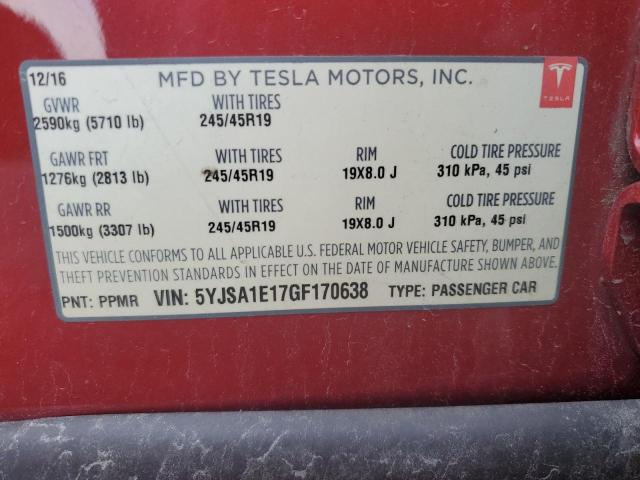 12/16 MFD BY TESLA MOTORS, INC.
TESLA
GVWR WITH TIRES
2590kg (5710 lb) 245/45R19
GAWR FRT WITH TIRES RIM COLD TIRE PRESSURE
1276kg (2813 lb) 245/45R19 19X8.0 J 310 kPa, 45 psi
GAWR RR WITH TIRES RIM COLD TIRE PRESSURE
1500kg (3307 lb) 245/45R19 19X8.0 J 310 kPa, 45 psi
THIS VEHICLE CONFORMS TO ALL APPLICABLE U.S. FEDERAL MOTOR VEHICLE SAFETY, BUMPER, AND
THEFT PREVENTION STANDARDS IN EFFECT ON THE DATE OF MANUFACTURE SHOWN ABOVE.
PNT: PPMR VIN: 5YJSA1E17GF170638 TYPE: PASSENGER CAR